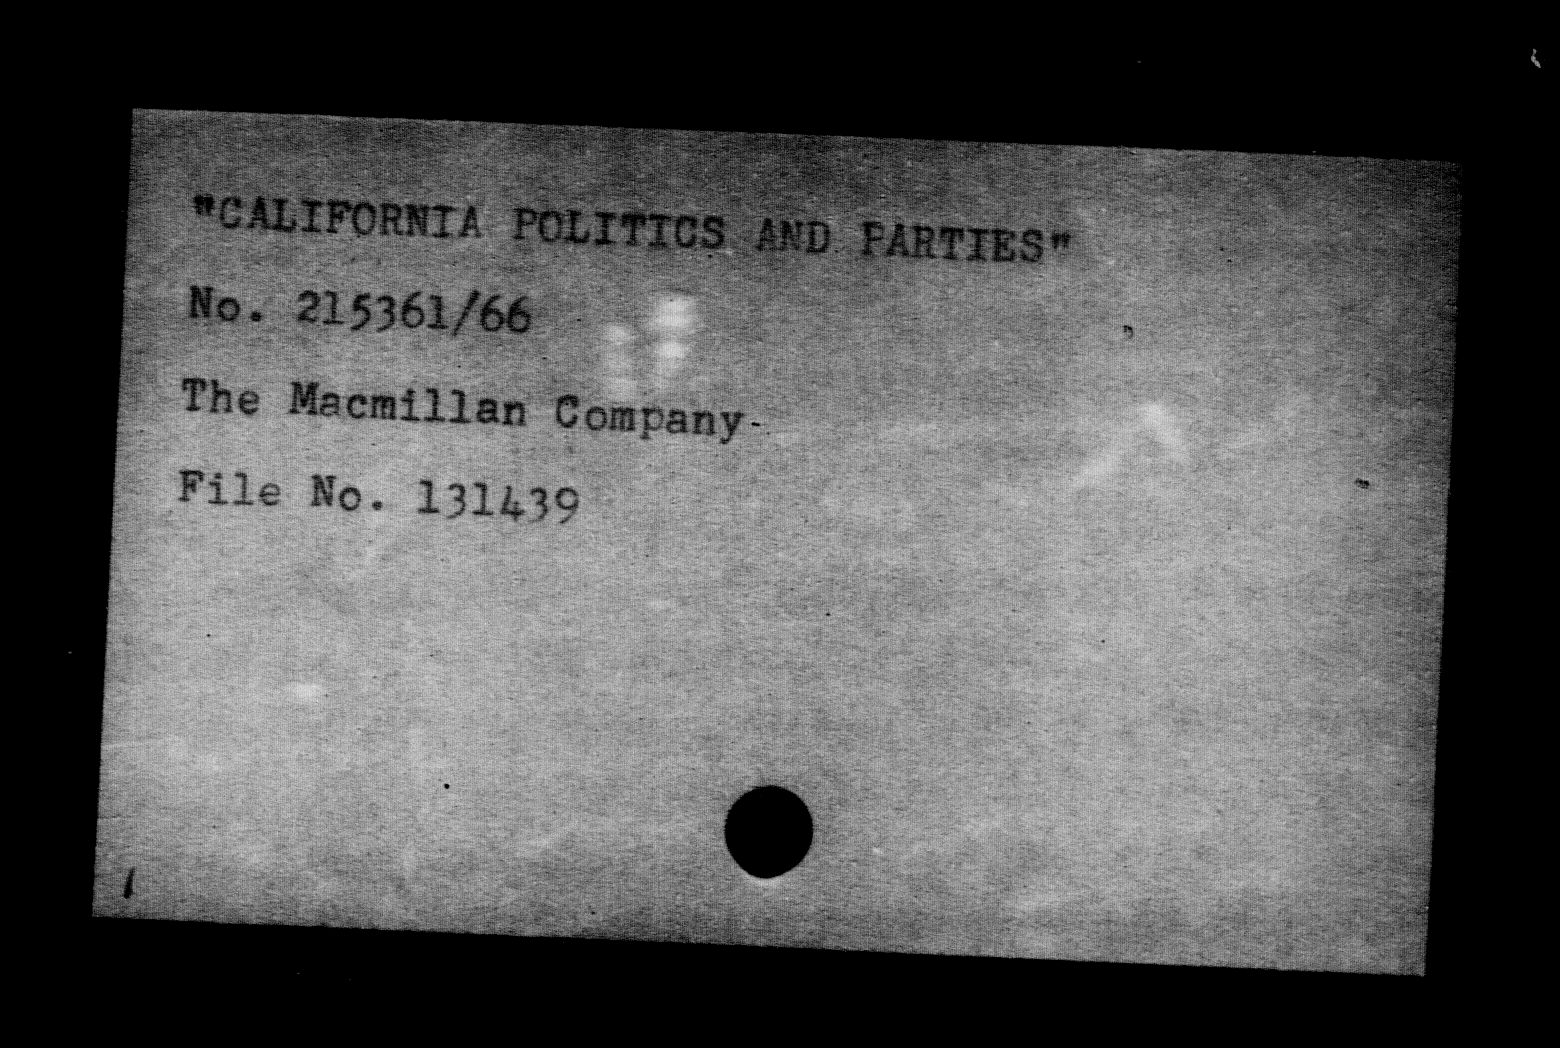 "CALIFORNIA POLITICS AND PARTIES"
No. 215361/66
The Macmillan Company-
File No. 131439